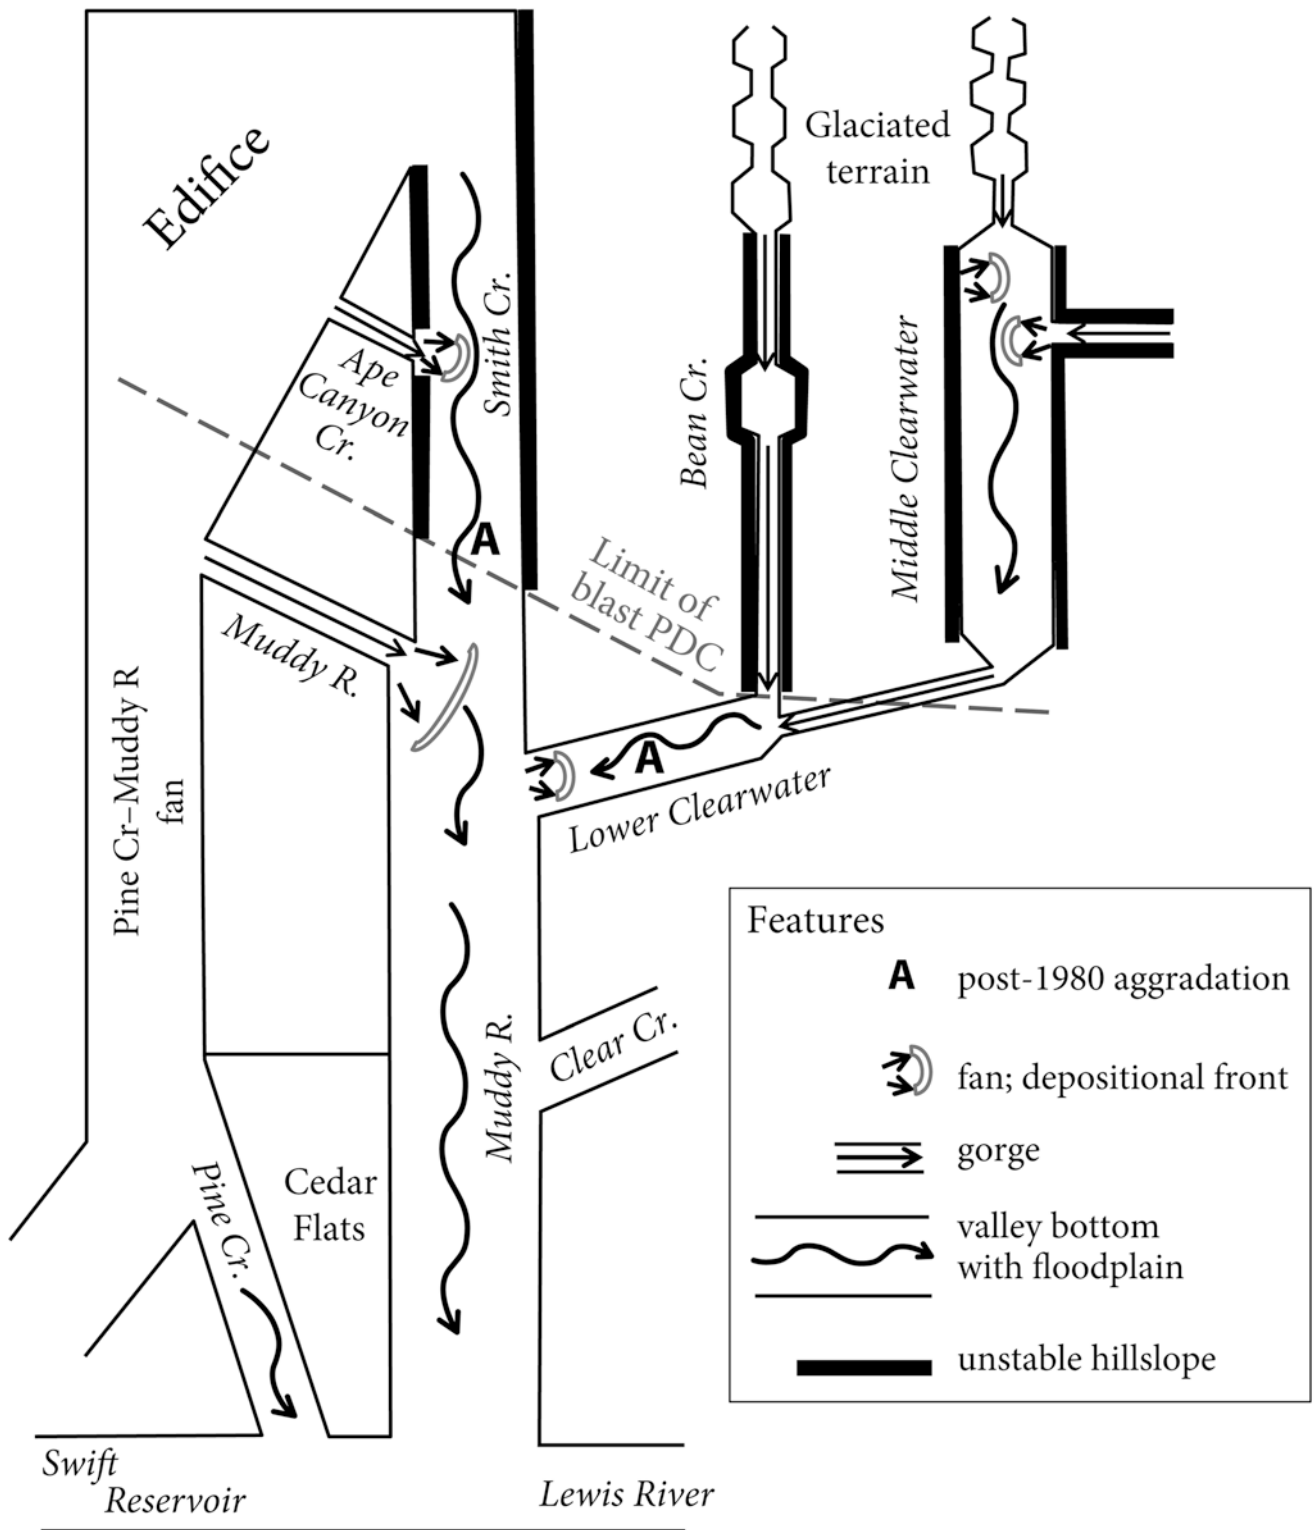 Edifice
Glaciated
terrain
Smith Cr.
Ape
Canyon
Cr.
Bean Cr.
Middle Clearwater
A
Limit of
blast PDC
Muddy R.
Pine Cr–Muddy R
fan
A
Lower Clearwater
Clear Cr.
Muddy R.
Pine Cr.
Cedar
Flats
Swift
Reservoir
Lewis River
Features
A post-1980 aggradation
fan; depositional front
gorge
valley bottom
with floodplain
unstable hillslope